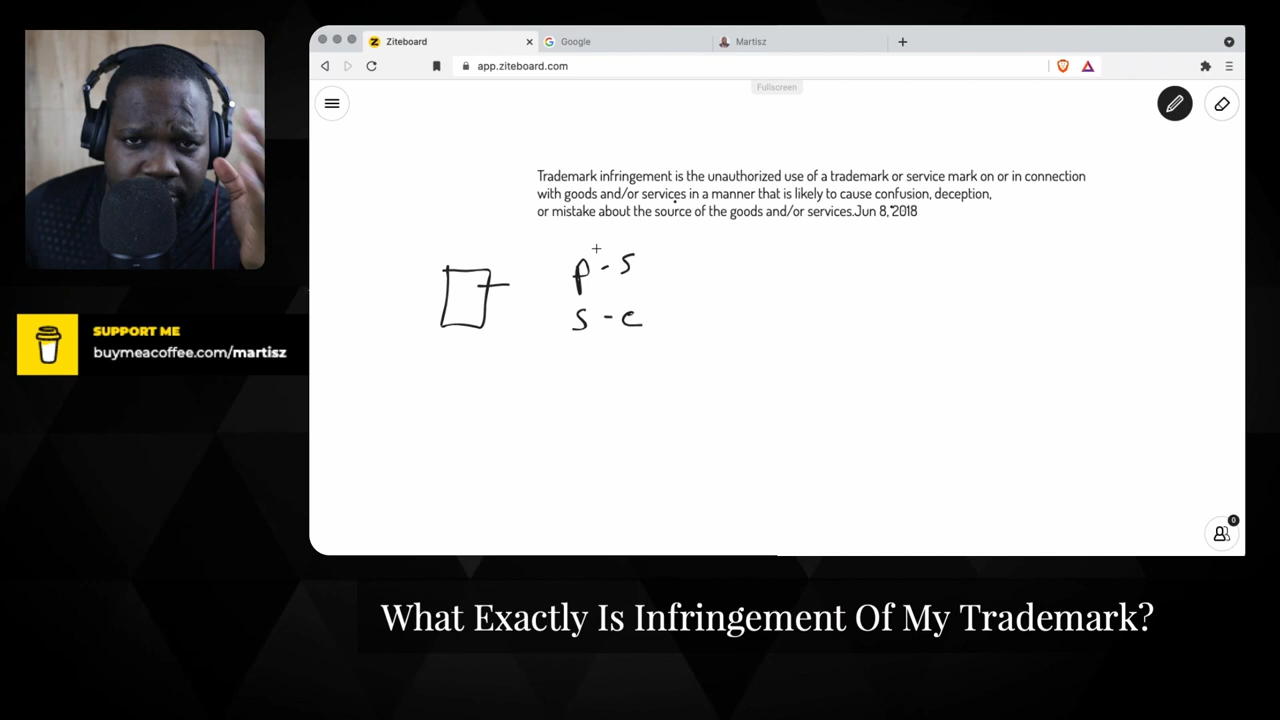 Ziteboard
Google
Martisz
app.ziteboard.com
Fullscreen
Trademark infringement is the unauthorized use of a trademark or service mark on or in connection
with goods and/or services in a manner that is likely to cause confusion, deception,
or mistake about the source of the goods and/or services.Jun 8, 2018
p - s
s - e
SUPPORT ME
buymeacoffee.com/martisz
0
What Exactly Is Infringement Of My Trademark?